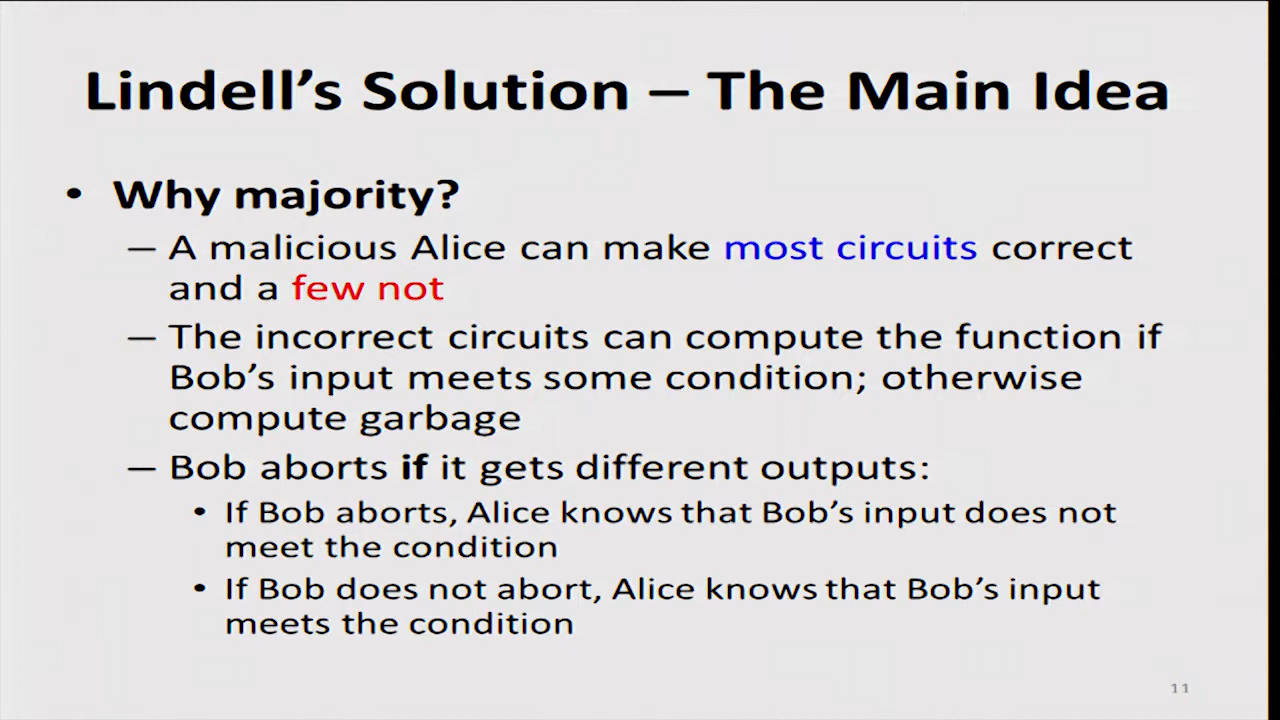 Lindell's Solution – The Main Idea
• Why majority?
– A malicious Alice can make most circuits correct
and a few not
– The incorrect circuits can compute the function if
Bob's input meets some condition; otherwise
compute garbage
– Bob aborts if it gets different outputs:
• If Bob aborts, Alice knows that Bob's input does not
meet the condition
• If Bob does not abort, Alice knows that Bob's input
meets the condition
11